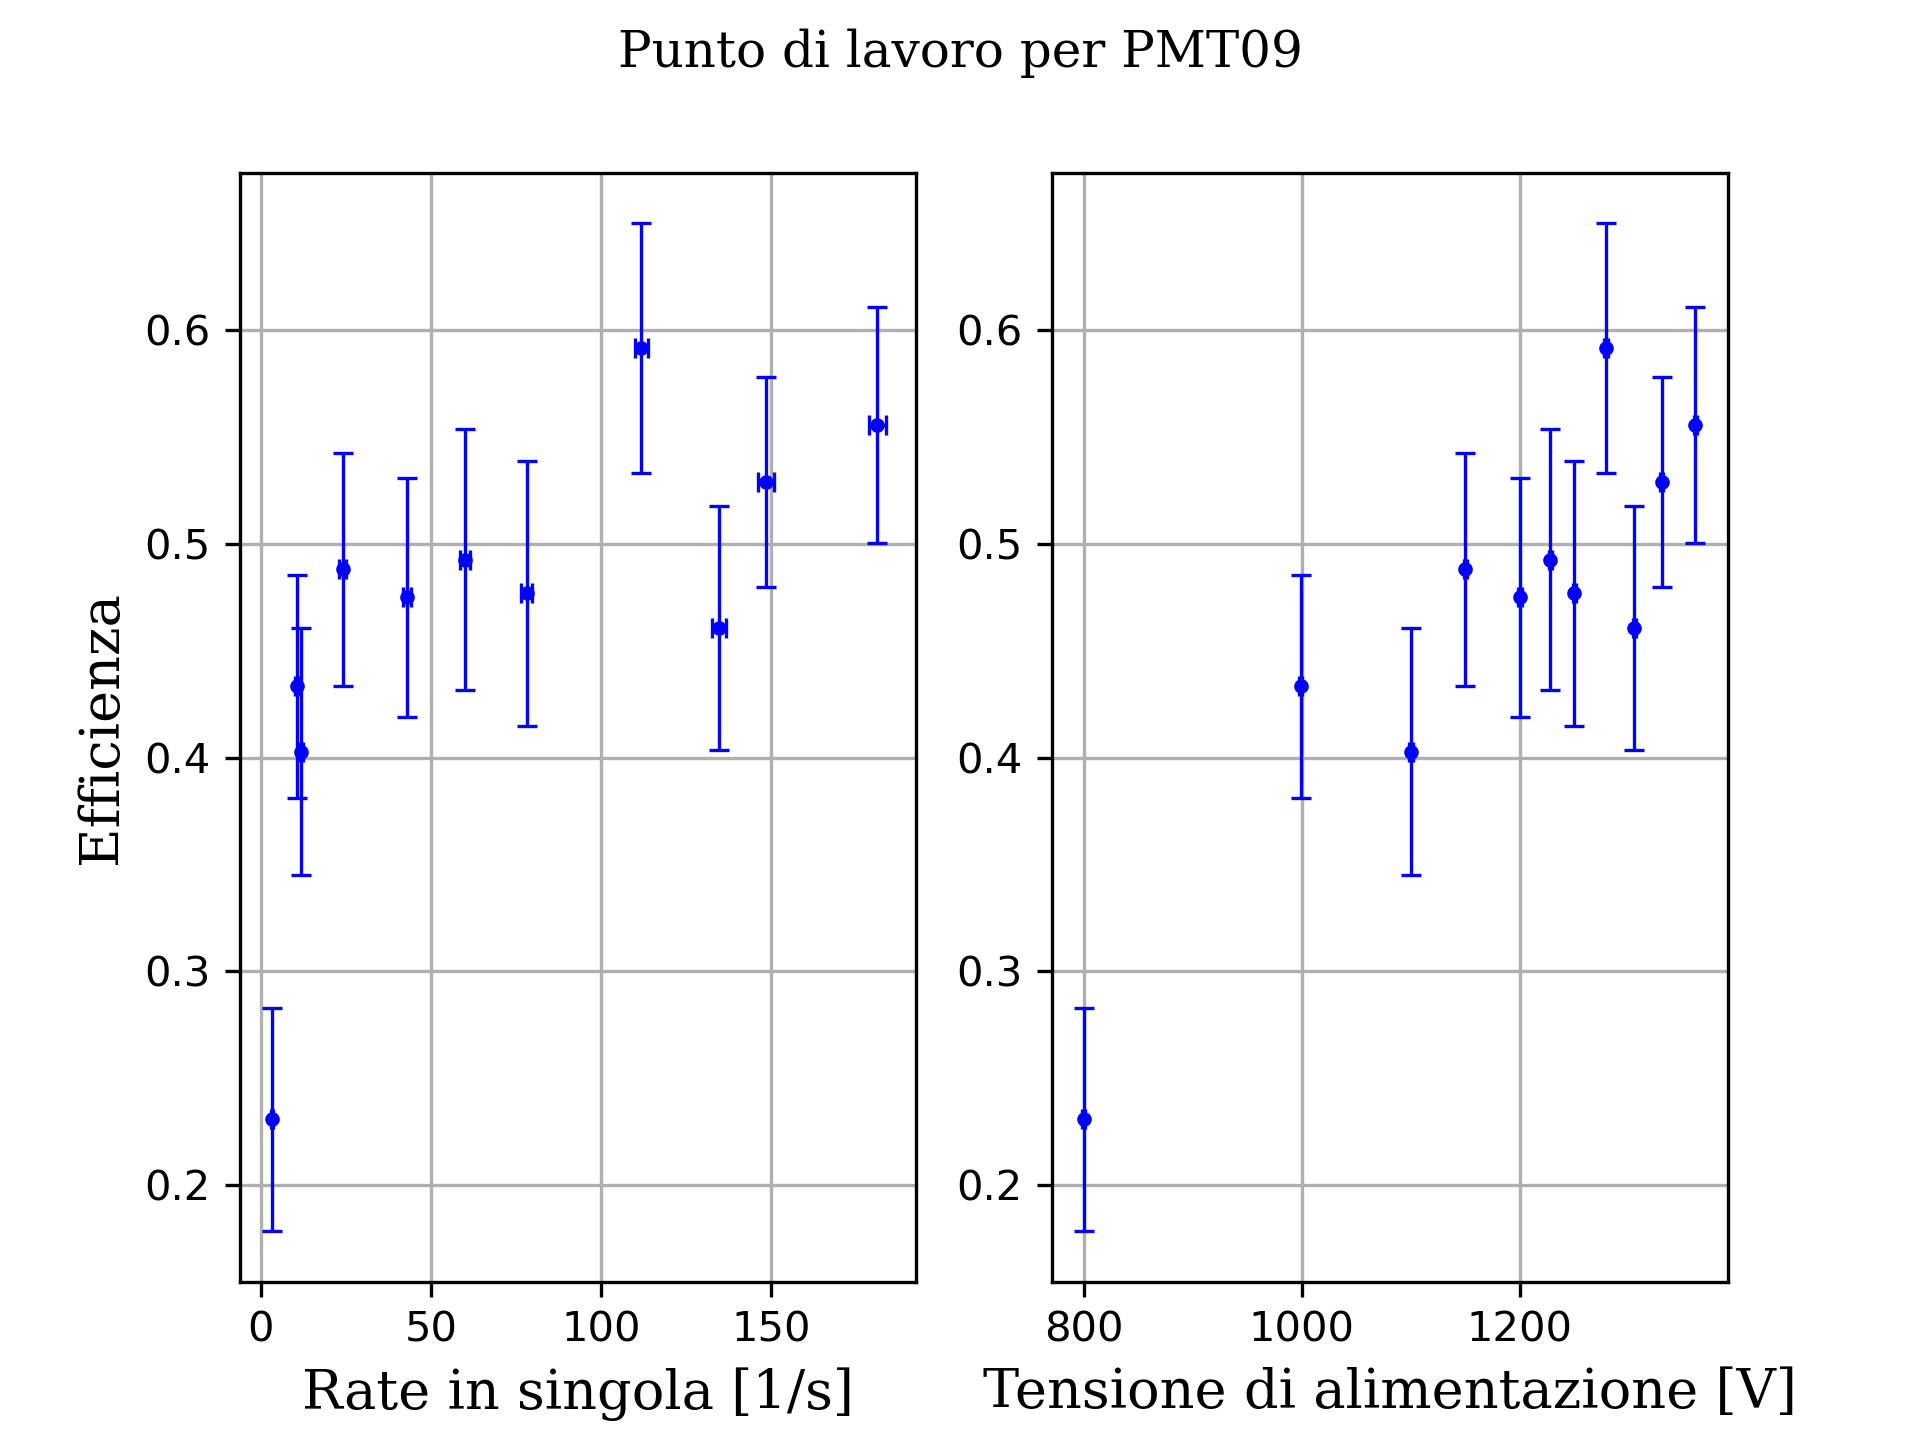 Punto di lavoro per PMT09
Efficienza
0.6
0.5
0.4
0.3
0.2
0 50 100 150
Rate in singola [1/s]
0.6
0.5
0.4
0.3
0.2
800 1000 1200
Tensione di alimentazione [V]